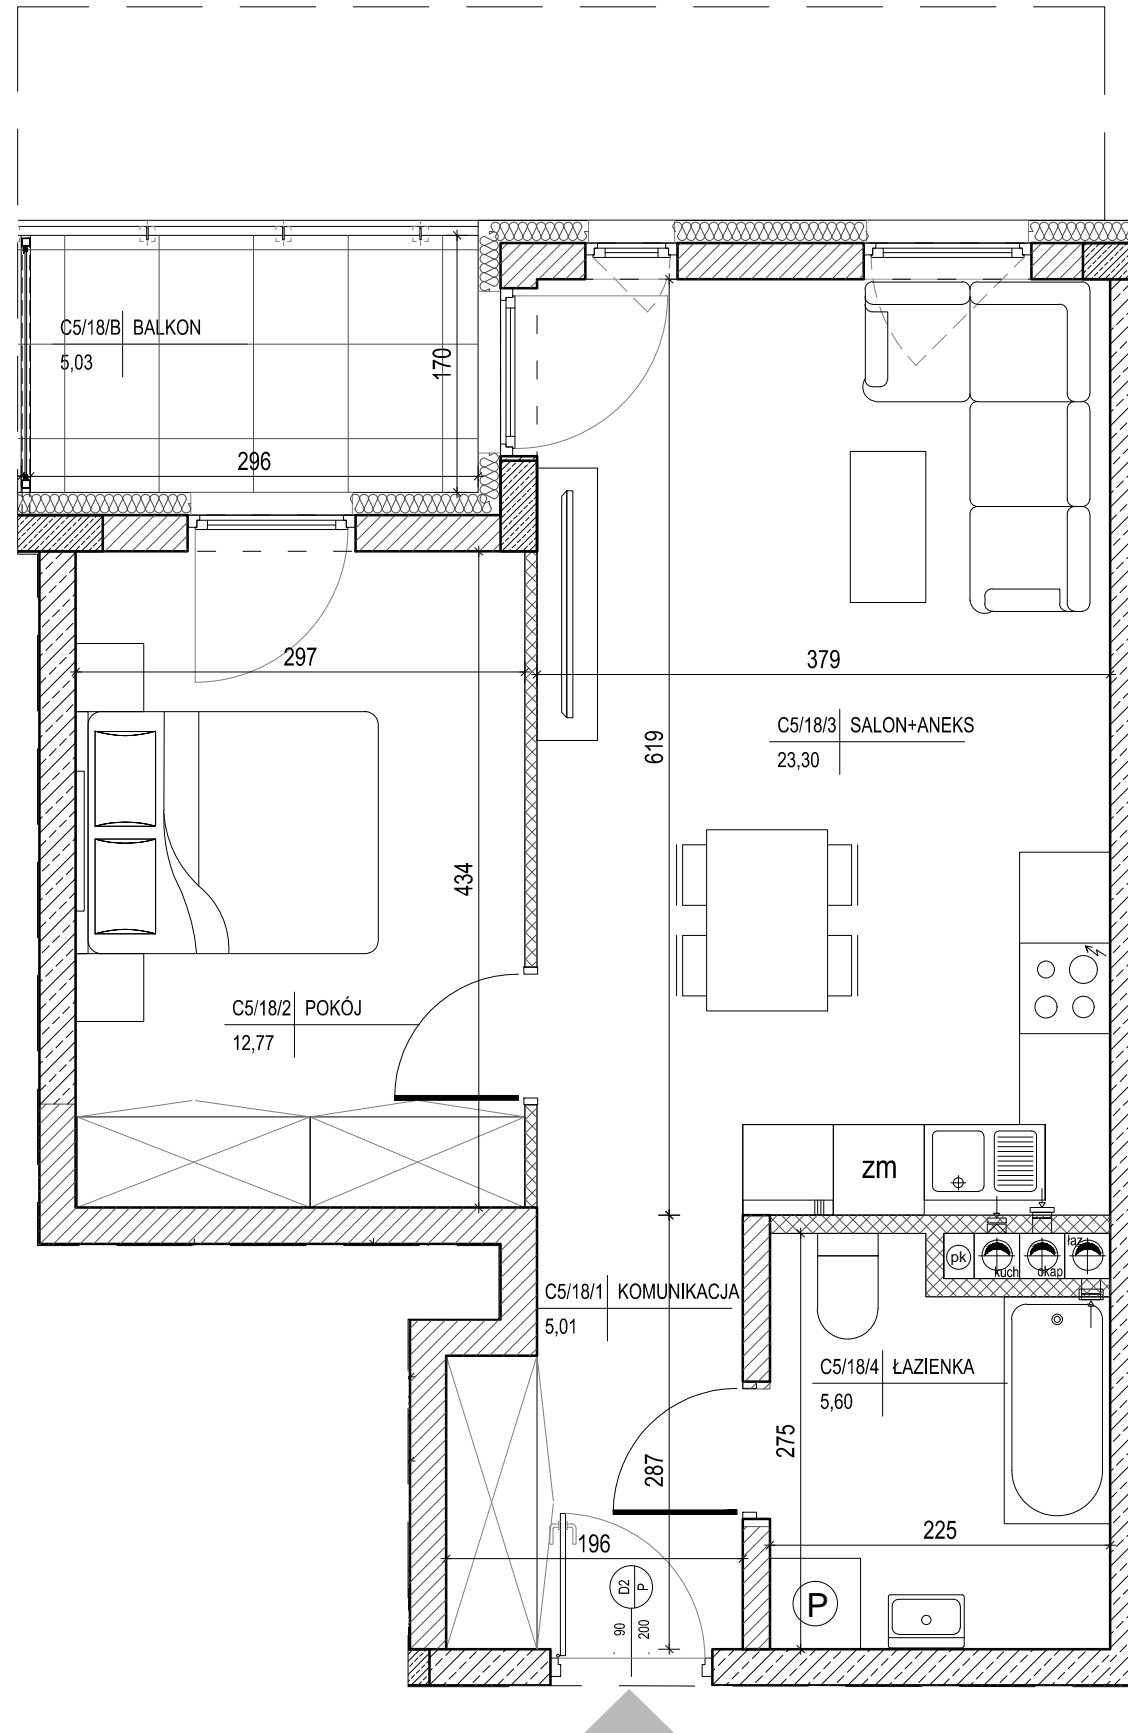 C5/18/B BALKON
5,03
170
296
297
379
C5/18/3 SALON+ANEKS
23,30
619
434
C5/18/2 POKÓJ
12,77
zm
pk
kuch
okap
łaz
C5/18/1 KOMUNIKACJA
5,01
C5/18/4 ŁAZIENKA
5,60
275
287
196
225
D2
P
90
200
P